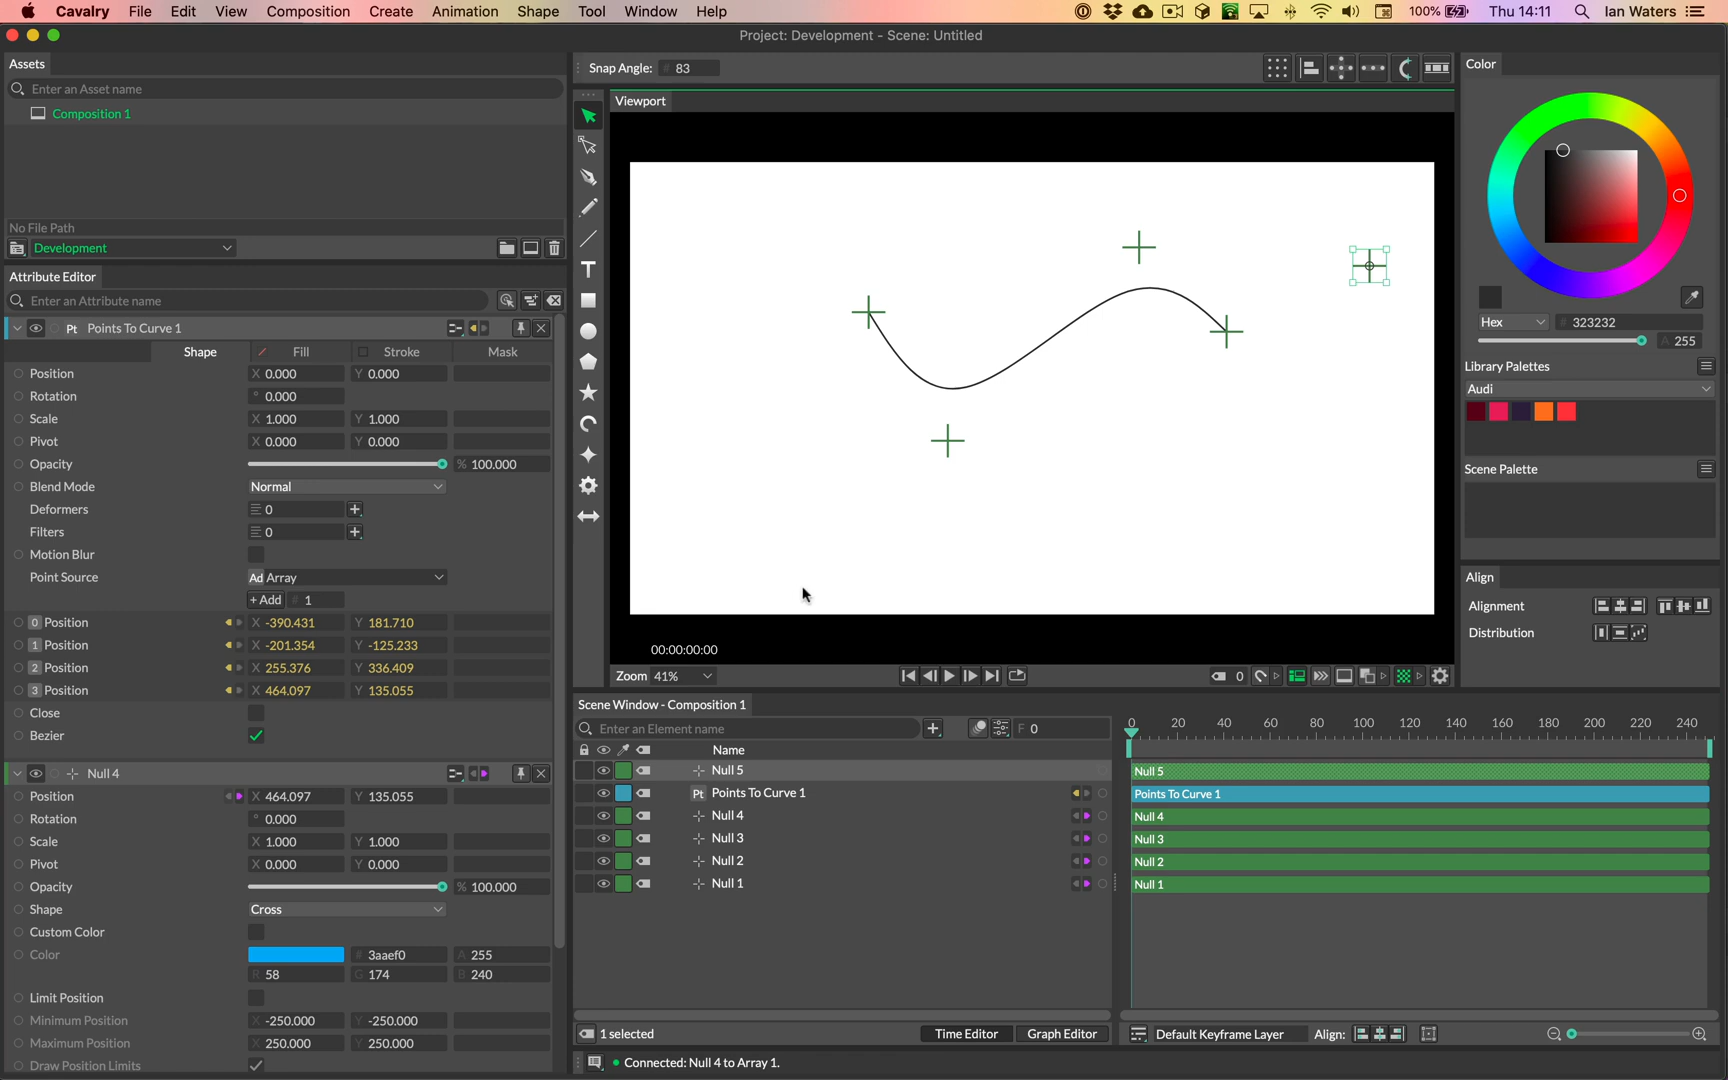 Cavalry File Edit View Composition Create Animation Shape Tool Window Help 100% Thu 14:11 Ian Waters
Project: Development - Scene: Untitled
Assets
Enter an Asset name
Composition 1
No File Path
Development
Snap Angle: 83
Viewport
00:00:00:00
Zoom 41%
0
Color
Hex # 323232
A 255
Library Palettes
Audi
Scene Palette
Align
Alignment
Distribution
Attribute Editor
Enter an Attribute name
Pt Points To Curve 1
Shape Fill Stroke Mask
Position X 0.000 Y 0.000
Rotation ° 0.000
Scale X 1.000 Y 1.000
Pivot X 0.000 Y 0.000
Opacity % 100.000
Blend Mode Normal
Deformers 0
Filters 0
Motion Blur
Point Source Ad Array
+ Add # 1
0 Position X -390.431 Y 181.710
1 Position X -201.354 Y -125.233
2 Position X 255.376 Y 336.409
3 Position X 464.097 Y 135.055
Close
Bezier
Null 4
Position X 464.097 Y 135.055
Rotation ° 0.000
Scale X 1.000 Y 1.000
Pivot X 0.000 Y 0.000
Opacity % 100.000
Shape Cross
Custom Color
Color # 3aaef0 A 255
R 58 G 174 B 240
Limit Position
Minimum Position X -250.000 Y -250.000
Maximum Position X 250.000 Y 250.000
Draw Position Limits
Scene Window - Composition 1
Enter an Element name F 0
Name
Null 5
Pt Points To Curve 1
Null 4
Null 3
Null 2
Null 1
0 20 40 60 80 100 120 140 160 180 200 220 240
Null 5
Points To Curve 1
Null 4
Null 3
Null 2
Null 1
1 selected Time Editor Graph Editor Default Keyframe Layer Align:
Connected: Null 4 to Array 1.